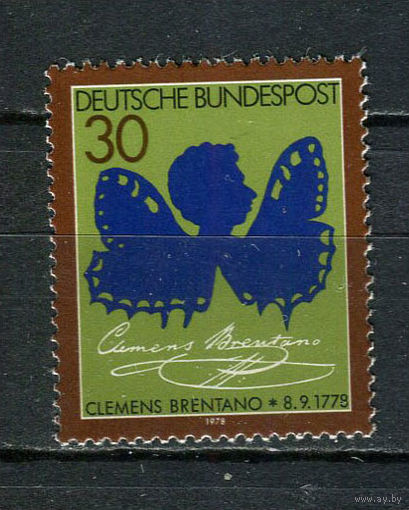 DEUTSCHE BUNDESPOST
30
Clemens Brentano
CLEMENS BRENTANO * 8.9.1778
1978
www.ay.by